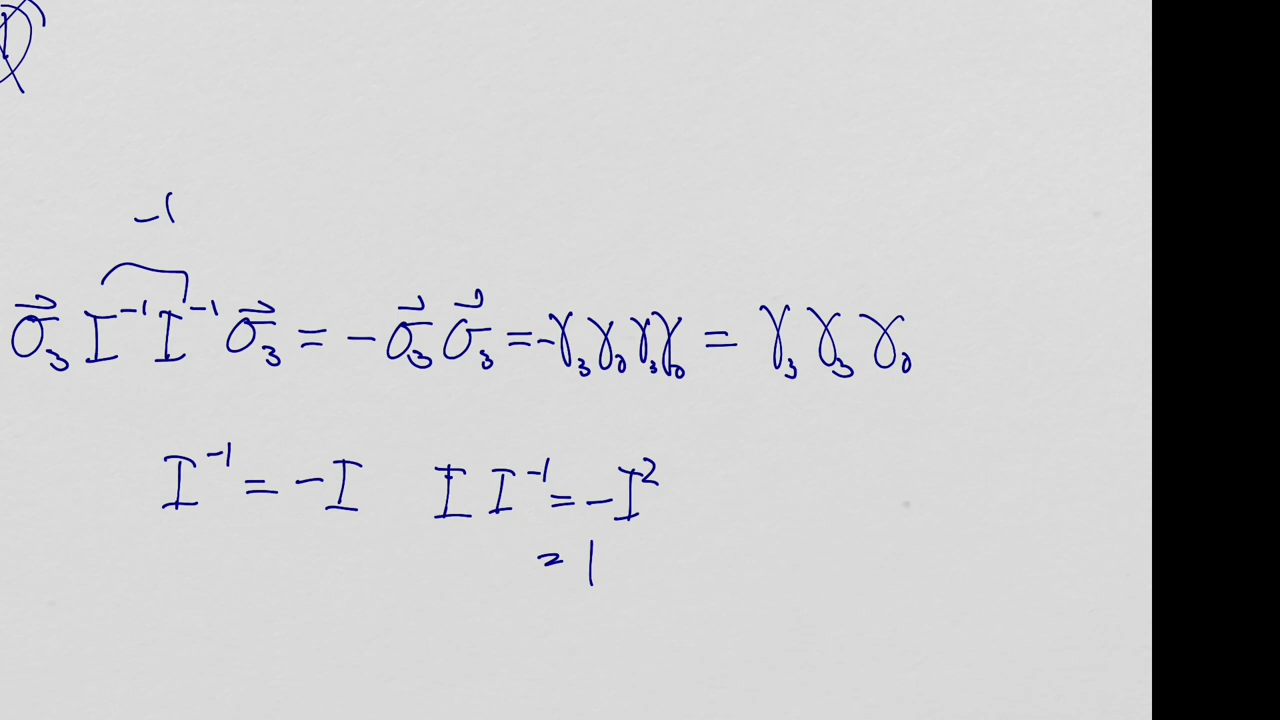 -1
σ⃗₃ I⁻¹ I⁻¹ σ⃗₃ = - σ⃗₃ σ⃗₃ = -γ₃γ₀γ₃γ₀ = γ₃γ₃γ₀
I⁻¹ = -I I I⁻¹ = -I²
= 1